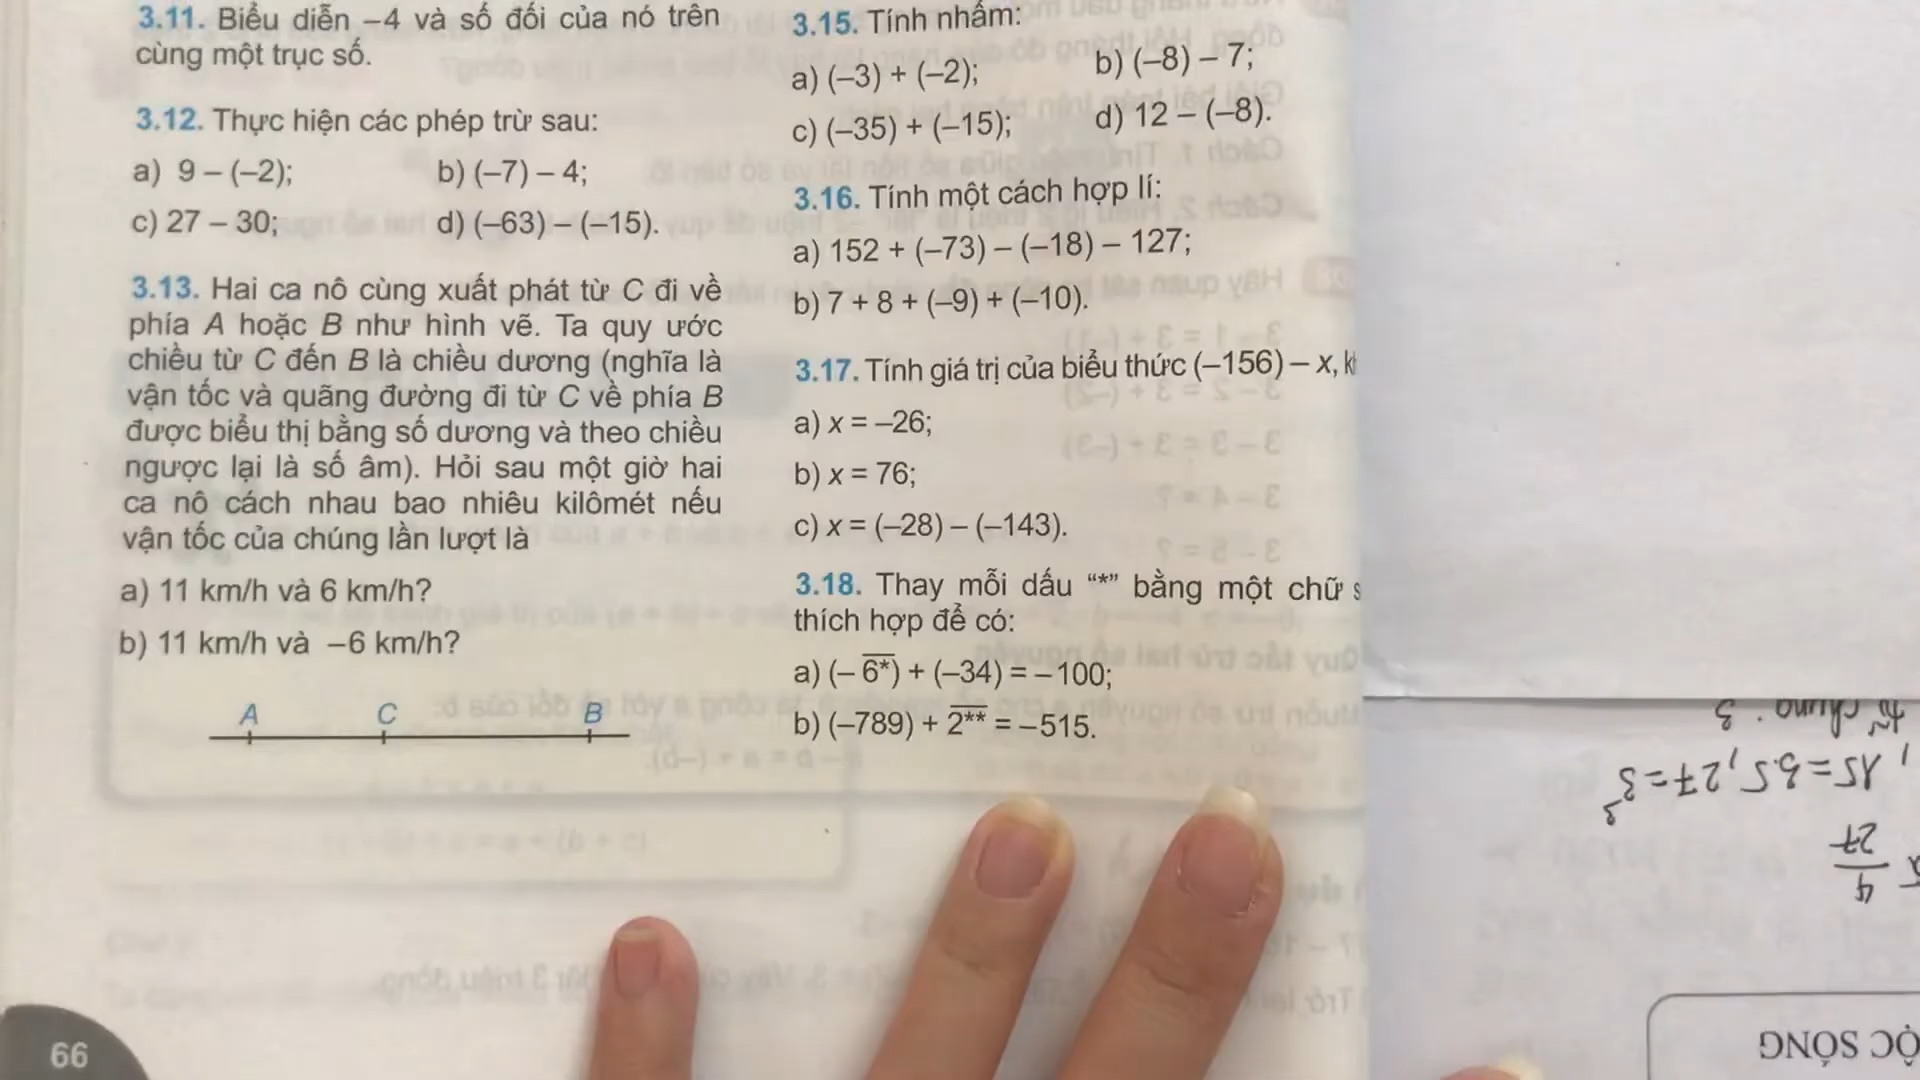 3.11. Biểu diễn –4 và số đối của nó trên
cùng một trục số.
3.12. Thực hiện các phép trừ sau:
a) 9 – (–2);
b) (–7) – 4;
c) 27 – 30;
d) (–63) – (–15).
3.13. Hai ca nô cùng xuất phát từ C đi về
phía A hoặc B như hình vẽ. Ta quy ước
chiều từ C đến B là chiều dương (nghĩa là
vận tốc và quãng đường đi từ C về phía B
được biểu thị bằng số dương và theo chiều
ngược lại là số âm). Hỏi sau một giờ hai
ca nô cách nhau bao nhiêu kilômét nếu
vận tốc của chúng lần lượt là
a) 11 km/h và 6 km/h?
b) 11 km/h và –6 km/h?
A C B
66
3.15. Tính nhẩm:
a) (–3) + (–2);
b) (–8) – 7;
c) (–35) + (–15);
d) 12 – (–8).
3.16. Tính một cách hợp lí:
a) 152 + (–73) – (–18) – 127;
b) 7 + 8 + (–9) + (–10).
3.17. Tính giá trị của biểu thức (–156) – x,
a) x = –26;
b) x = 76;
c) x = (–28) – (–143).
3.18. Thay mỗi dấu “*” bằng một chữ
thích hợp để có:
a) (– 6*) + (–34) = –100;
b) (–789) + 2** = –515.
15 = 3.5, 27 = 3³
4
27
SỐNG